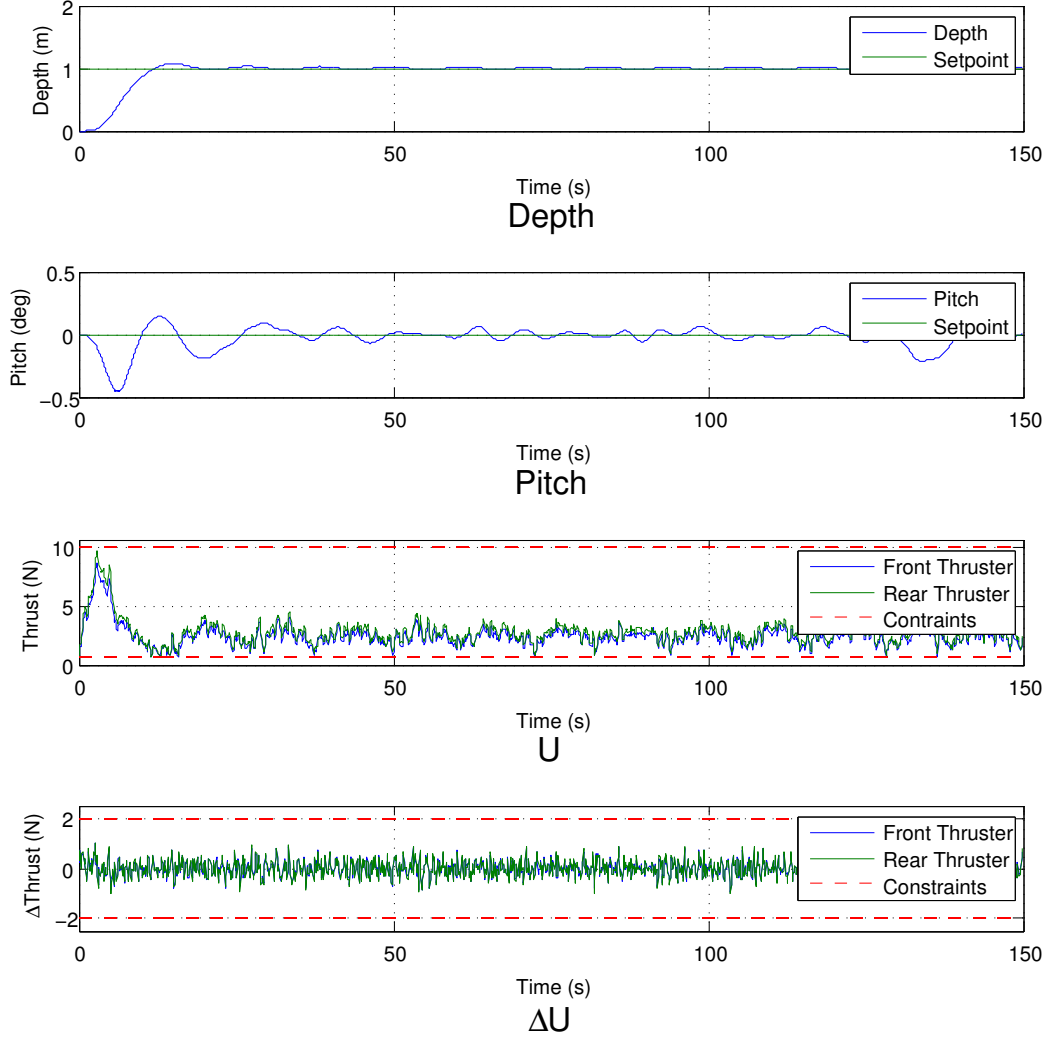 2
Depth
Setpoint
Depth (m)
1
0
0
50
100
150
Time (s)
Depth
0.5
Pitch
Setpoint
Pitch (deg)
0
−0.5
0
50
100
150
Time (s)
Pitch
10
Front Thruster
Rear Thruster
Contraints
Thrust (N)
5
0
0
50
100
150
Time (s)
U
2
Front Thruster
Rear Thruster
Constraints
ΔThrust (N)
0
−2
0
50
100
150
Time (s)
ΔU